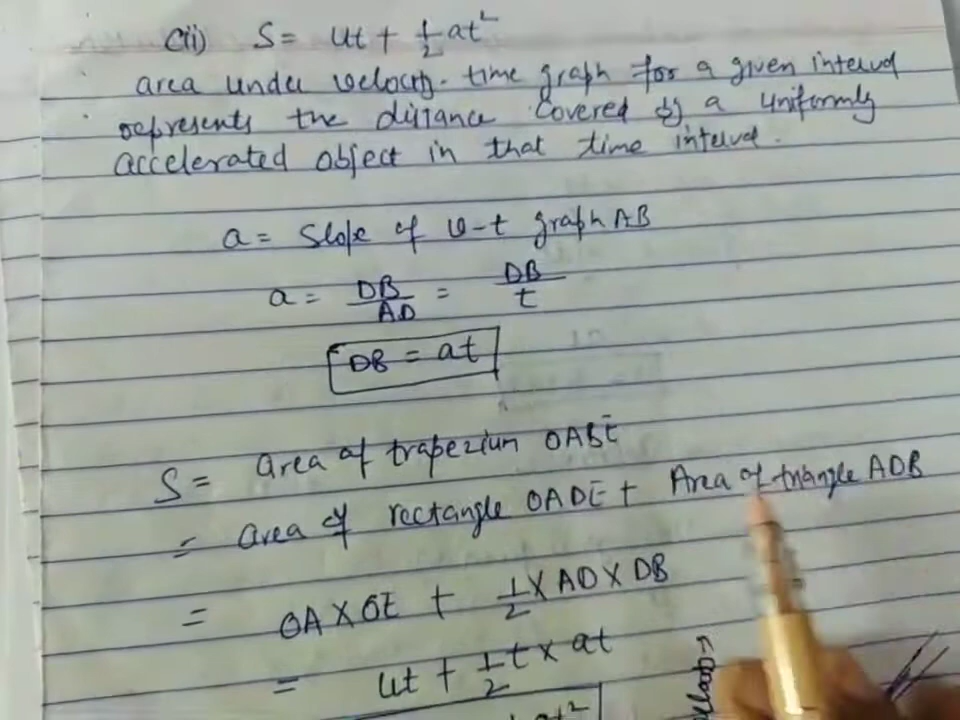 (ii) S = ut + 1/2 at²
area under velocity-time graph for a given interval
represents the distance covered by a uniformly
accelerated object in that time interval.
a = Slope of v-t graph AB
a = DB/AD = DB/t
DB = at
S = area of trapezium OABE
= area of rectangle OADE + Area of triangle ADB
= OA × OE + 1/2 × AD × DB
= ut + 1/2 t × at
at²